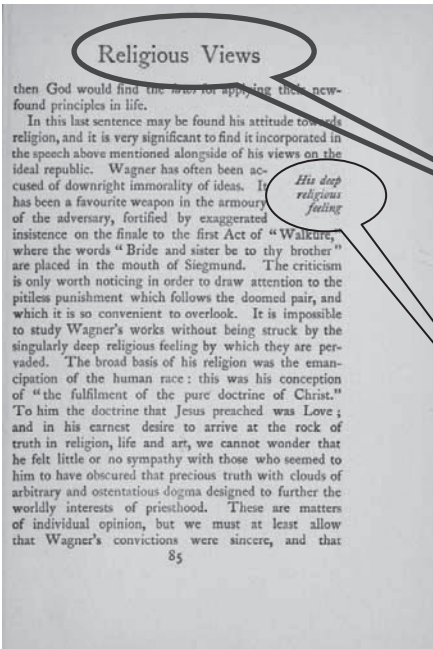 Religious Views
then God would find the laws for applying their new-
found principles in life.
In this last sentence may be found his attitude towards
religion, and it is very significant to find it incorporated in
the speech above mentioned alongside of his views on the
ideal republic. Wagner has often been ac-
cused of downright immorality of ideas. It
has been a favourite weapon in the armoury
of the adversary, fortified by exaggerated
His deep
religious
feeling
insistence on the finale to the first Act of “Walküre,”
where the words “Bride and sister be to thy brother”
are placed in the mouth of Siegmund. The criticism
is only worth noticing in order to draw attention to the
pitiless punishment which follows the doomed pair, and
which it is so convenient to overlook. It is impossible
to study Wagner's works without being struck by the
singularly deep religious feeling by which they are per-
vaded. The broad basis of his religion was the eman-
cipation of the human race: this was his conception
of “the fulfilment of the pure doctrine of Christ.”
To him the doctrine that Jesus preached was Love;
and in his earnest desire to arrive at the rock of
truth in religion, life and art, we cannot wonder that
he felt little or no sympathy with those who seemed to
him to have obscured that precious truth with clouds of
arbitrary and ostentatious dogma designed to further the
worldly interests of priesthood. These are matters
of individual opinion, but we must at least allow
that Wagner's convictions were sincere, and that
85